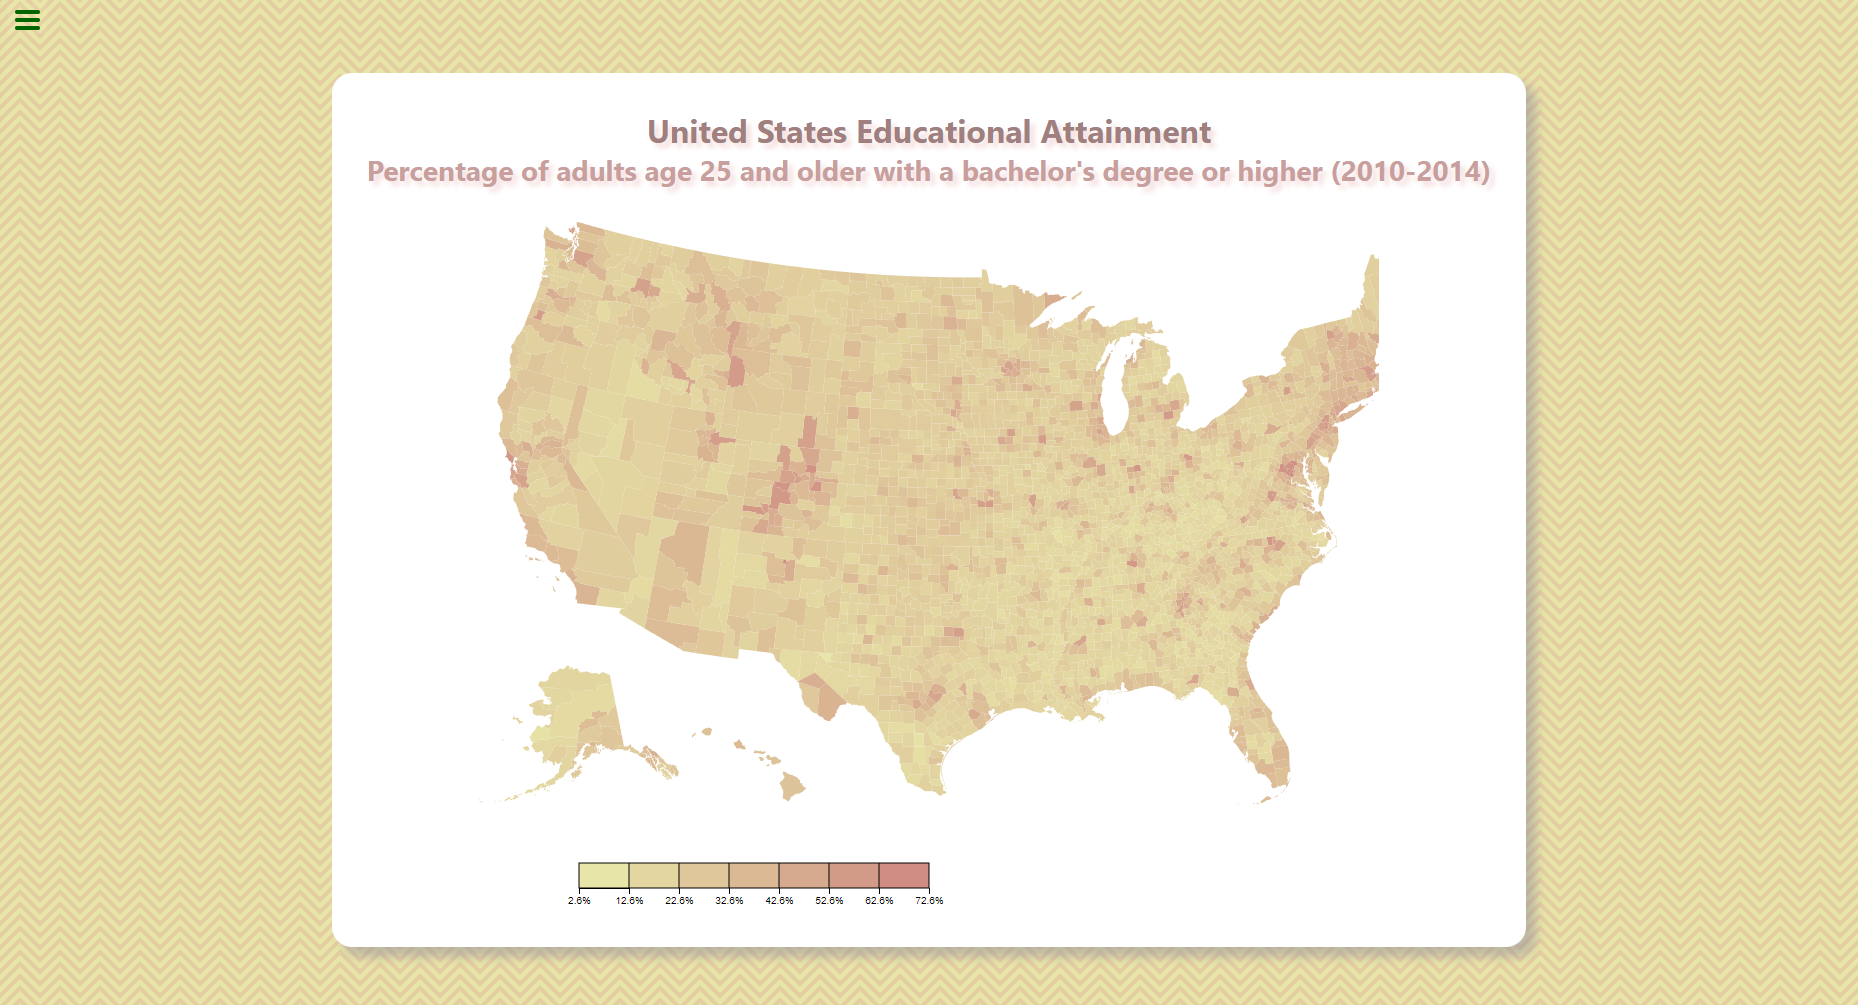 United States Educational Attainment
Percentage of adults age 25 and older with a bachelor's degree or higher (2010-2014)
2.6% 12.6% 22.6% 32.6% 42.6% 52.6% 62.6% 72.6%